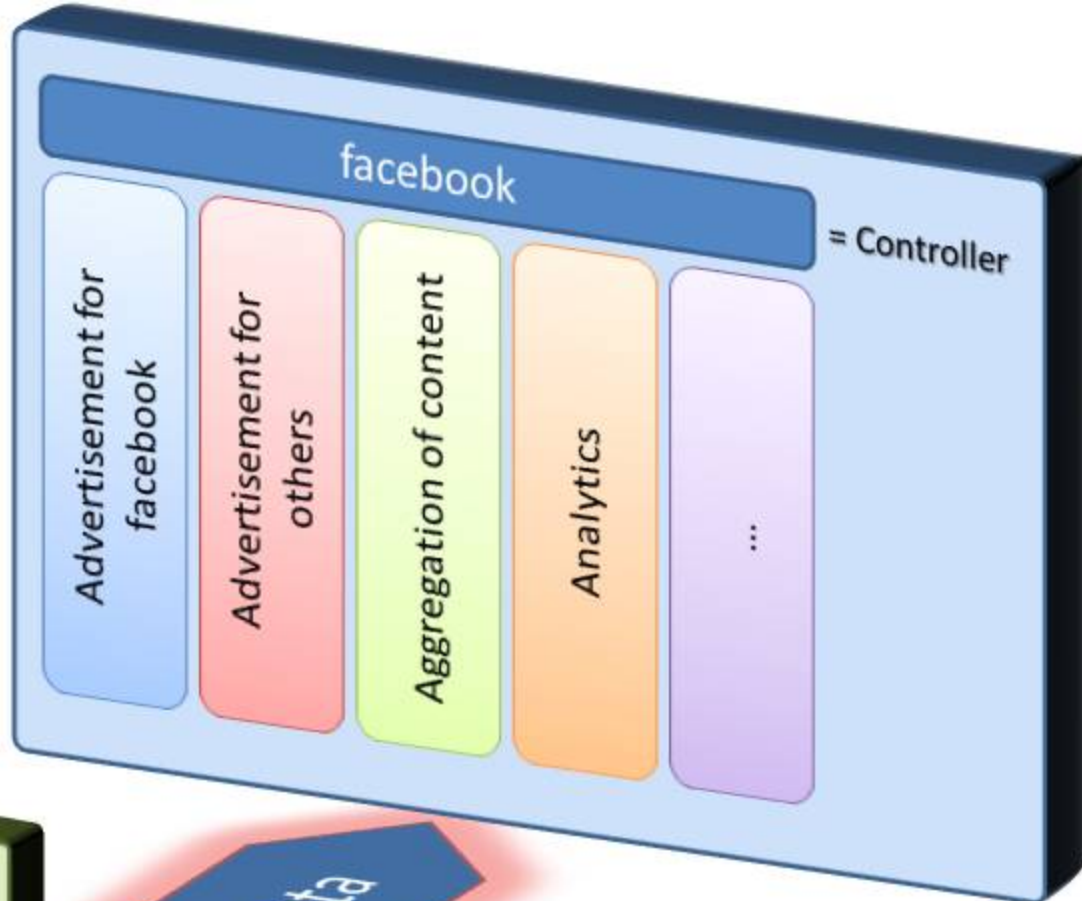 facebook
= Controller
Advertisement for
facebook
Advertisement for
others
Aggregation of content
Analytics
...